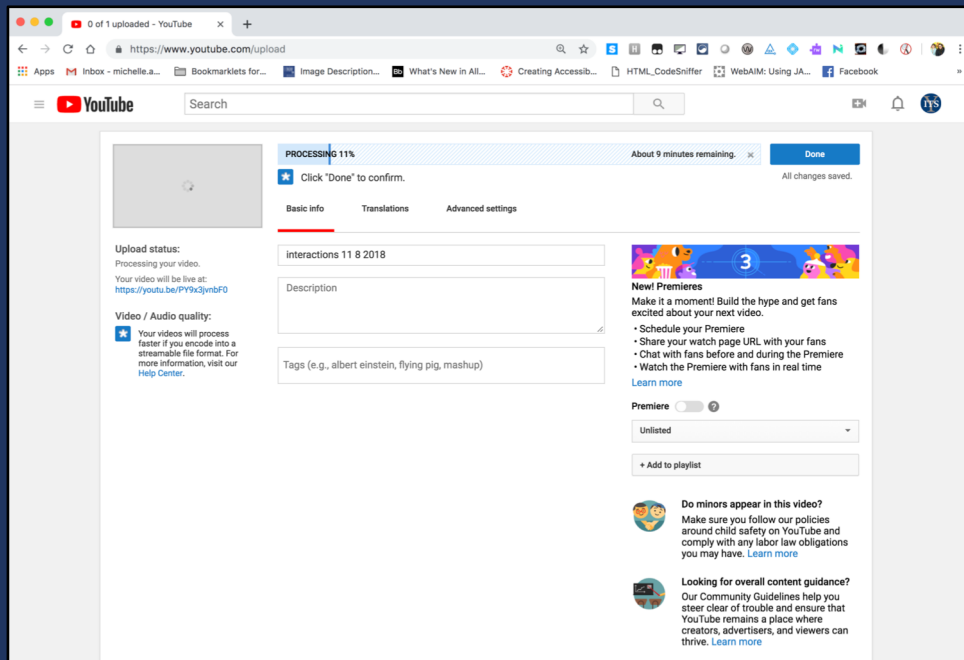 0 of 1 uploaded - YouTube
https://www.youtube.com/upload
Apps
Inbox - michelle.a...
Bookmarklets for...
Image Description...
Bb
What's New in All...
Creating Accessib...
HTML_CodeSniffer
WebAIM: Using JA...
Facebook
»
YouTube
Search
ITS
PROCESSING 11%
About 9 minutes remaining.
Done
Click "Done" to confirm.
All changes saved.
Basic info
Translations
Advanced settings
Upload status:
Processing your video.
Your video will be live at:
https://youtu.be/PY9x3jvnbF0
Video / Audio quality:
Your videos will process
faster if you encode into a
streamable file format. For
more information, visit our
Help Center.
interactions 11 8 2018
Description
Tags (e.g., albert einstein, flying pig, mashup)
3
New! Premieres
Make it a moment! Build the hype and get fans
excited about your next video.
• Schedule your Premiere
• Share your watch page URL with your fans
• Chat with fans before and during the Premiere
• Watch the Premiere with fans in real time
Learn more
Premiere ?
Unlisted
+ Add to playlist
Do minors appear in this video?
Make sure you follow our policies
around child safety on YouTube and
comply with any labor law obligations
you may have. Learn more
Looking for overall content guidance?
Our Community Guidelines help you
steer clear of trouble and ensure that
YouTube remains a place where
creators, advertisers, and viewers can
thrive. Learn more